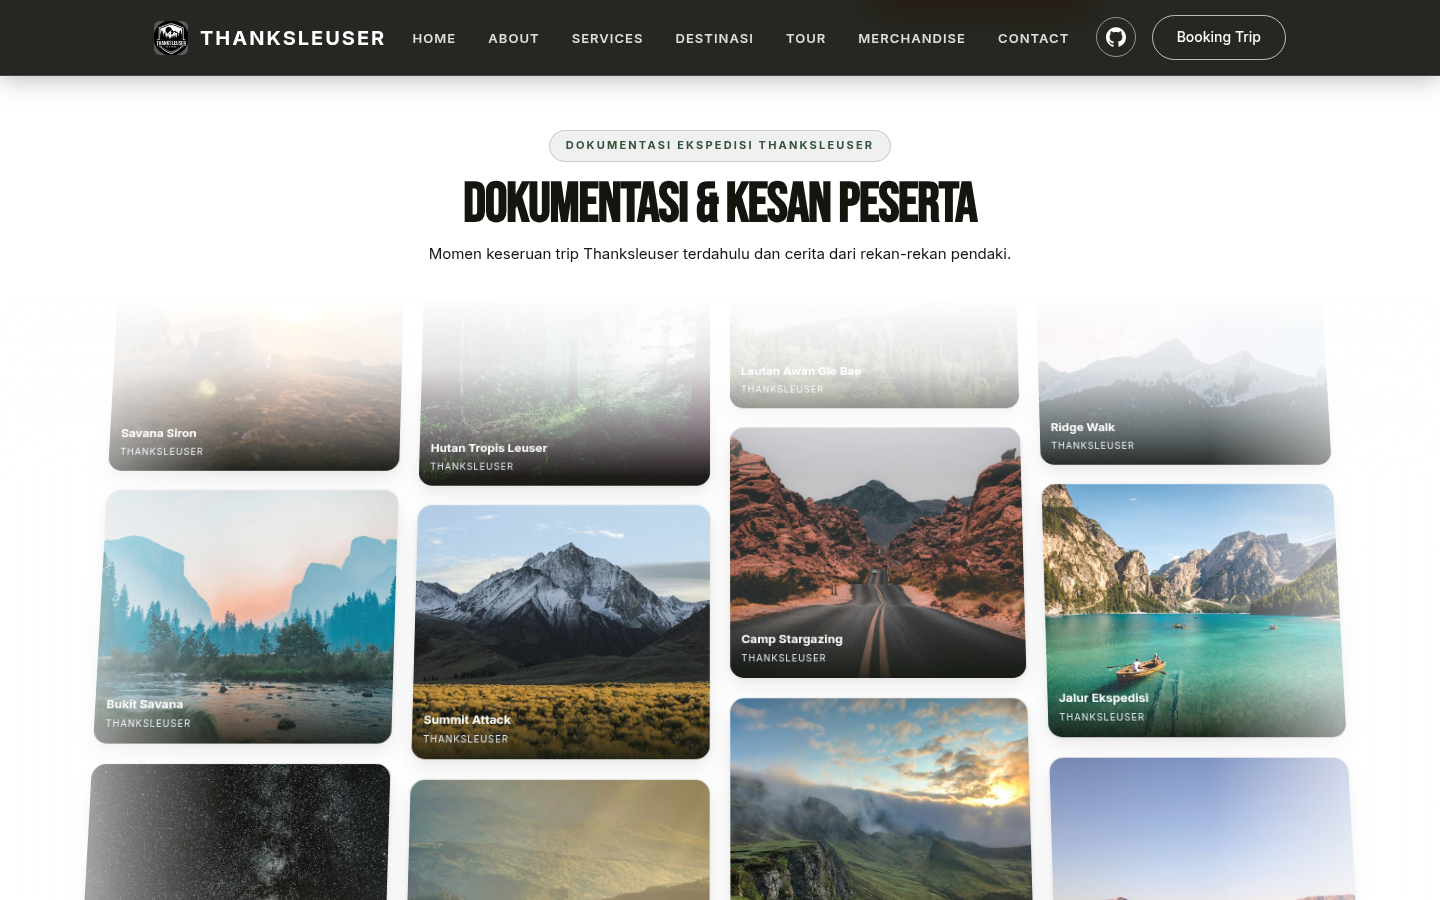 THANKSLEUSER HOME ABOUT SERVICES DESTINASI TOUR MERCHANDISE CONTACT Booking Trip
DOKUMENTASI EKSPEDISI THANKSLEUSER
DOKUMENTASI & KESAN PESERTA
Momen keseruan trip Thanksleuser terdahulu dan cerita dari rekan-rekan pendaki.
Savana Siron
THANKSLEUSER
Hutan Tropis Leuser
THANKSLEUSER
Lautan Awan Gle Bae
THANKSLEUSER
Ridge Walk
THANKSLEUSER
Bukit Savana
THANKSLEUSER
Summit Attack
THANKSLEUSER
Camp Stargazing
THANKSLEUSER
Jalur Ekspedisi
THANKSLEUSER